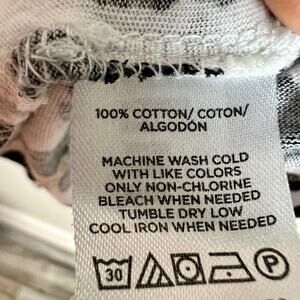 100% COTTON/ COTON/
ALGODÓN
MACHINE WASH COLD
WITH LIKE COLORS
ONLY NON-CHLORINE
BLEACH WHEN NEEDED
TUMBLE DRY LOW
COOL IRON WHEN NEEDED
30 P